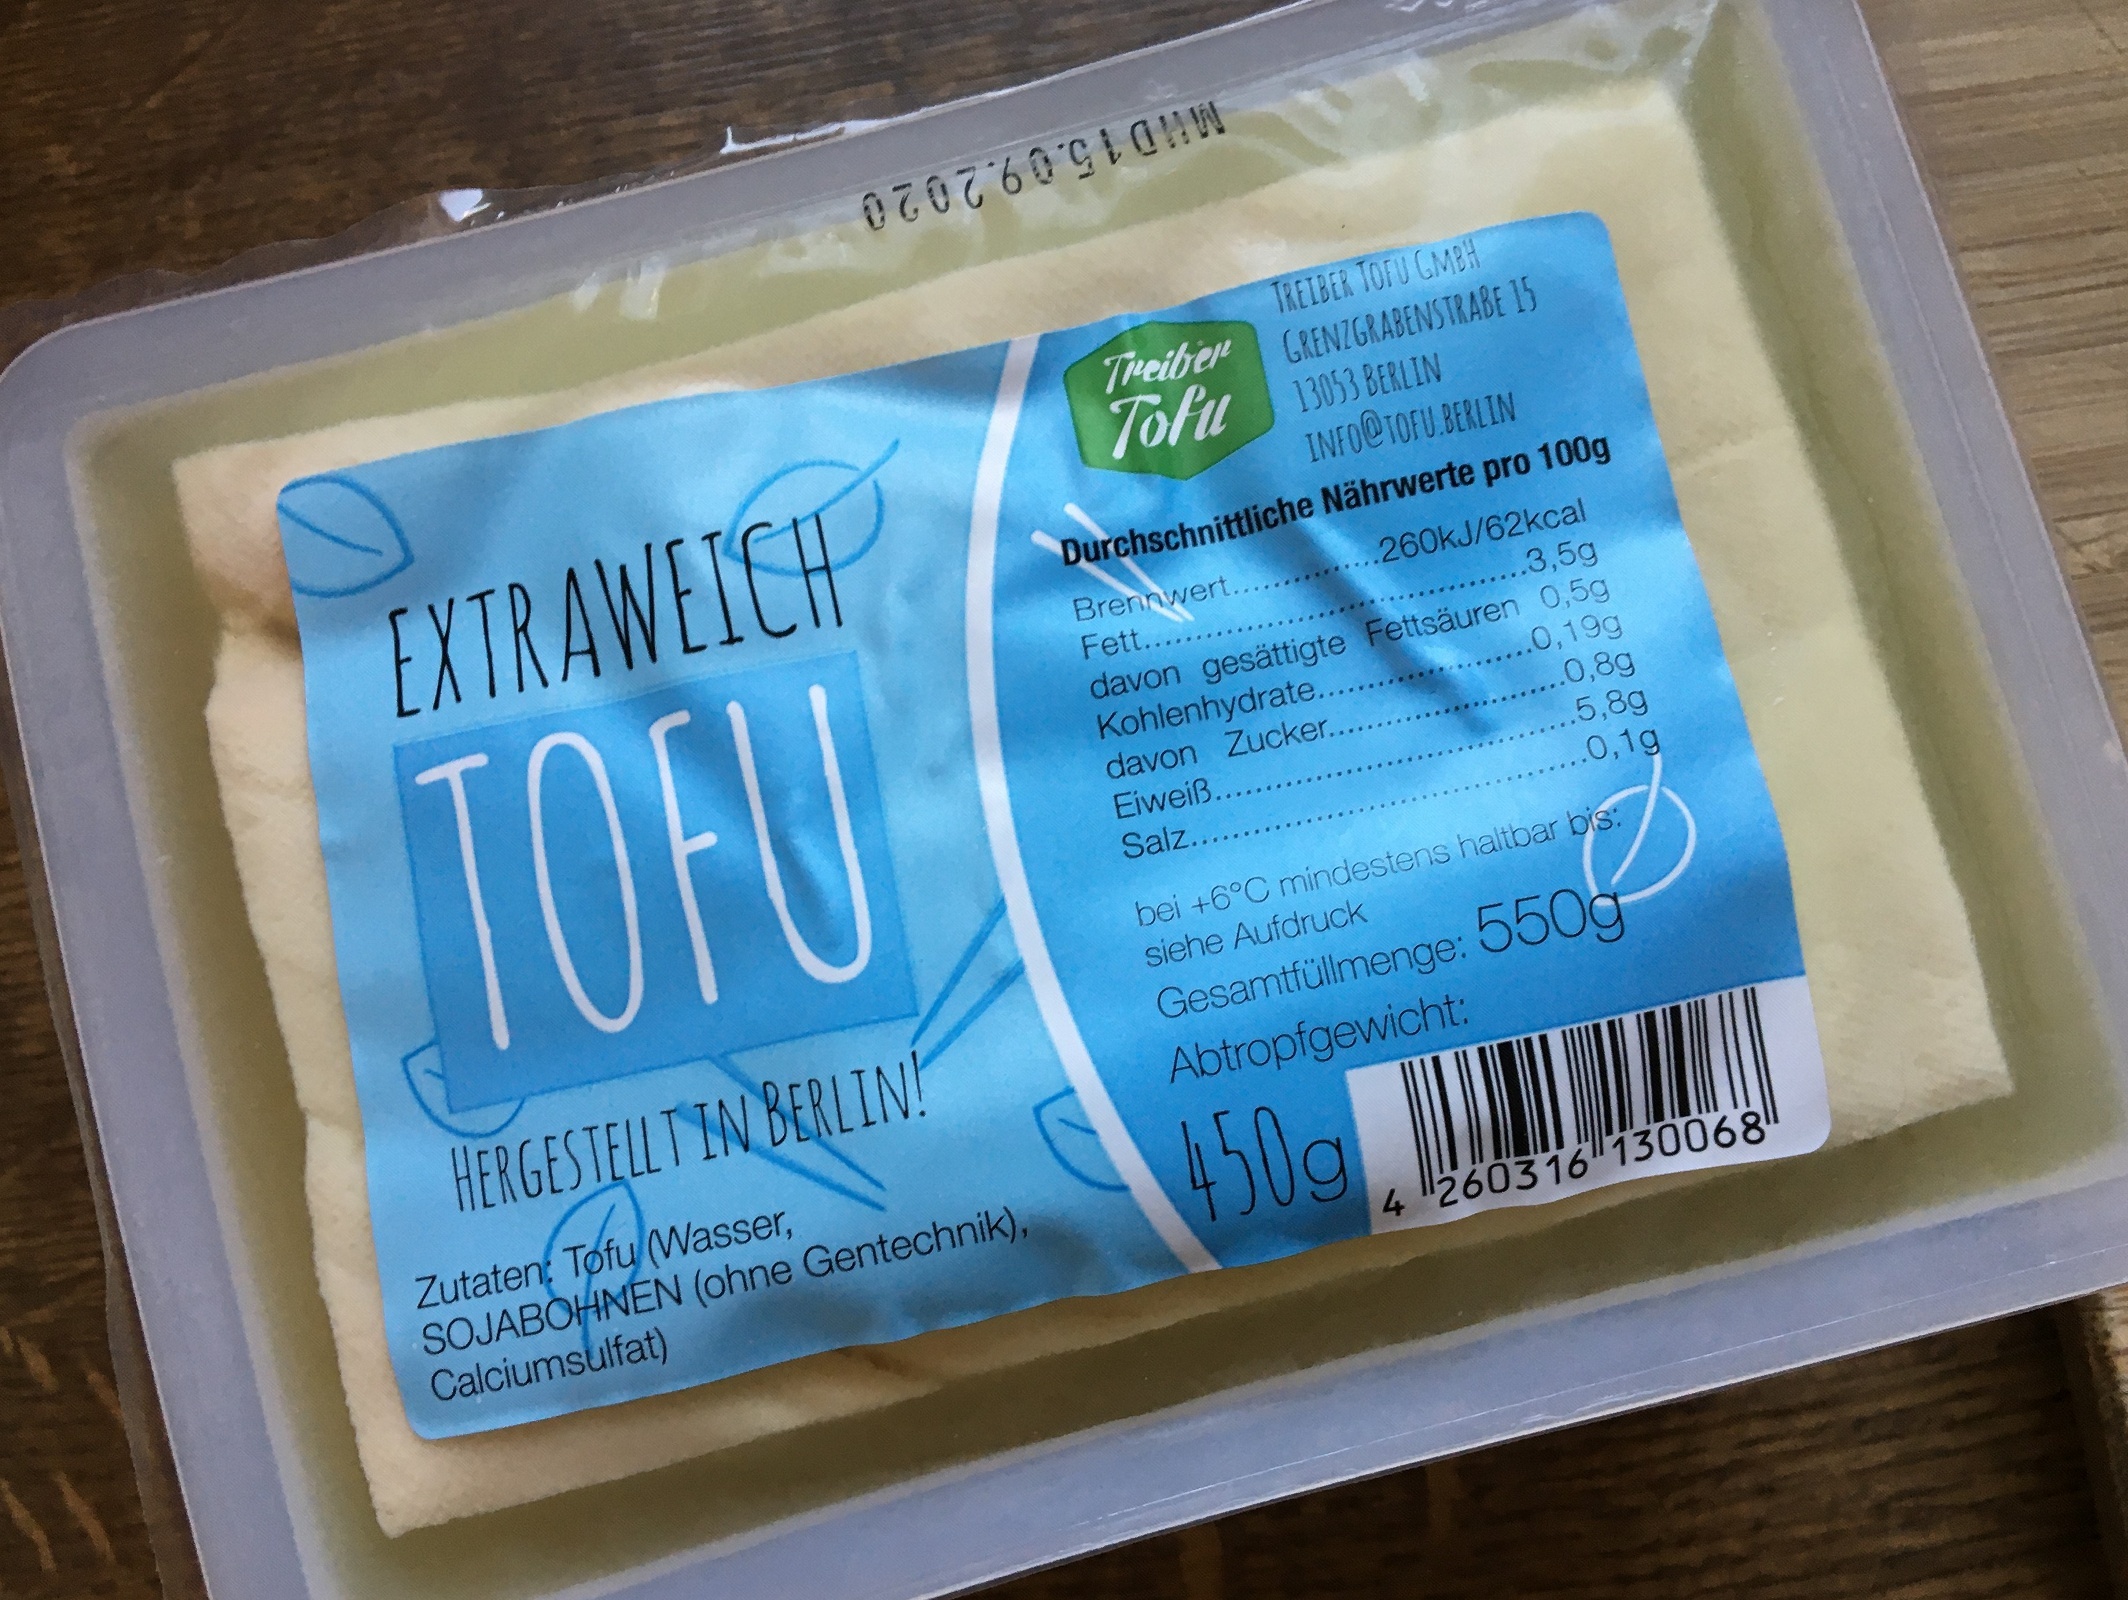 MHD15.09.2020
EXTRAWEICH
TOFU
HERGESTELLT IN BERLIN!
Zutaten: Tofu (Wasser,
SOJABOHNEN (ohne Gentechnik),
Calciumsulfat)
Treiber
Tofu
TREIBER TOFU GMBH
GRENZGRABENSTRAßE 15
13053 BERLIN
INFO@TOFU.BERLIN
Durchschnittliche Nährwerte pro 100g
Brennwert..............260kJ/62kcal
Fett..............................3,5g
davon gesättigte Fettsäuren 0,5g
Kohlenhydrate.................0,19g
davon Zucker...................0,8g
Eiweiß............................5,8g
Salz...............................0,1g
bei +6°C mindestens haltbar bis:
siehe Aufdruck
Gesamtfüllmenge: 550g
Abtropfgewicht:
450g
4 260316 130068